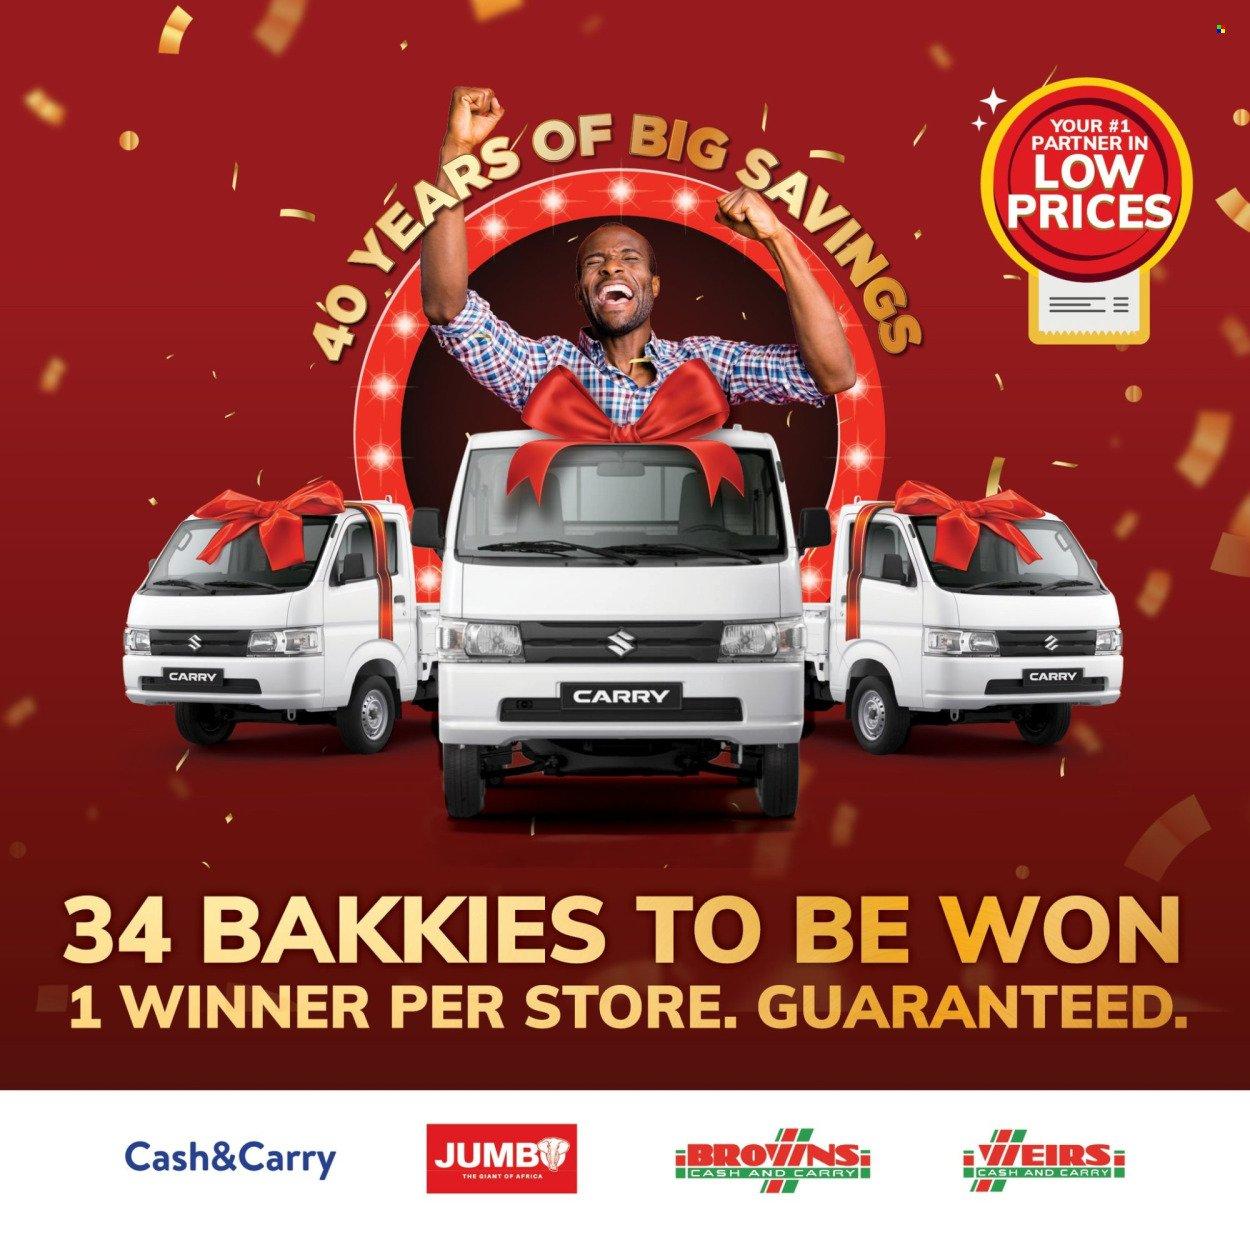 40 YEARS OF BIG SAVINGS
YOUR #1
PARTNER IN
LOW
PRICES
CARRY
CARRY
CARRY
34 BAKKIES TO BE WON
1 WINNER PER STORE. GUARANTEED.
Cash&Carry
JUMBO
THE GIANT OF AFRICA
BROWNS
CASH AND CARRY
WEIRS
CASH AND CARRY